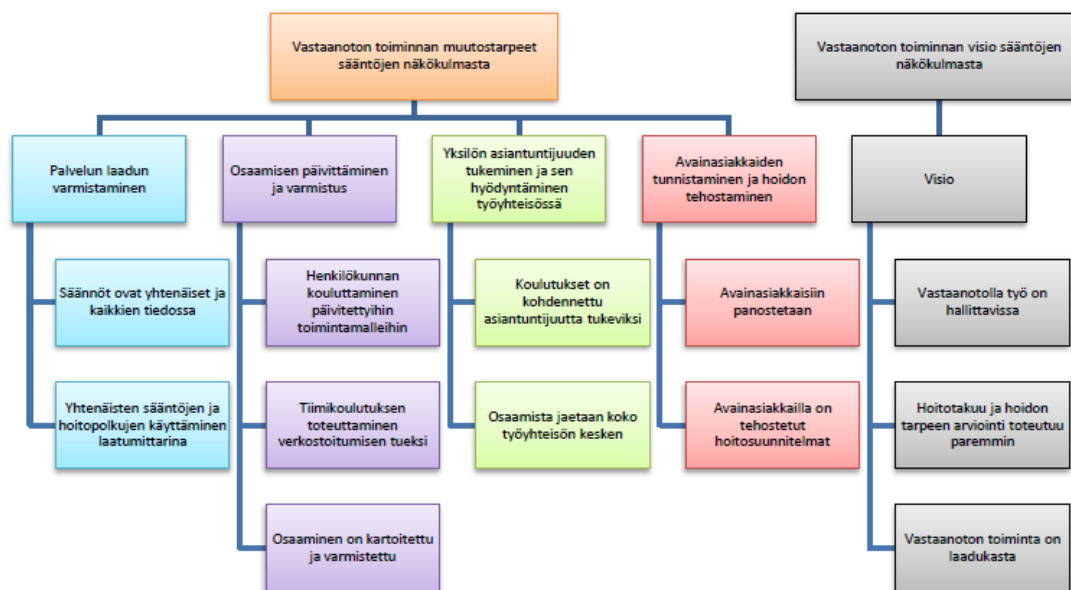 Vastaanoton toiminnan muutostarpeet
sääntöjen näkökulmasta
Vastaanoton toiminnan visio sääntöjen
näkökulmasta
Palvelun laadun
varmistaminen
Osaamisen päivittäminen
ja varmistus
Yksilön asiantuntijuuden
tukeminen ja sen
hyödyntäminen
työyhteisössä
Avainasiakkaiden
tunnistaminen ja hoidon
tehostaminen
Visio
Säännöt ovat yhtenäiset ja
kaikkien tiedossa
Henkilökunnan
kouluttaminen
päivitettyihin
toimintamalleihin
Koulutukset on
kohdennettu
asiantuntijuutta tukeviksi
Avainasiakkaisiin
panostetaan
Vastaanotolla työ on
hallittavissa
Yhtenäisten sääntöjen ja
hoitopolkujen käyttäminen
laatumittarina
Tiimikoulutuksen
toteuttaminen
verkostoitumisen tueksi
Osaamista jaetaan koko
työyhteisön kesken
Avainasiakkailla on
tehostetut
hoitosuunnitelmat
Hoitotakuu ja hoidon
tarpeen arviointi toteutuu
paremmin
Osaaminen on kartoitettu
ja varmistettu
Vastaanoton toiminta on
laadukasta